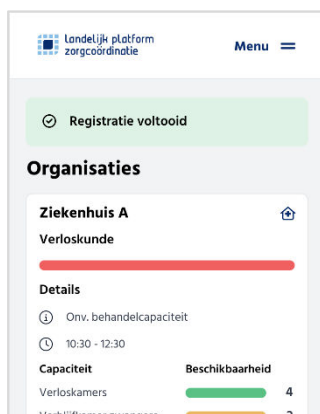 Landelijk platform
zorgcoördinatie
Menu
Registratie voltooid
Organisaties
Ziekenhuis A
Verloskunde
Details
Onv. behandelcapaciteit
10:30 - 12:30
Capaciteit Beschikbaarheid
Verloskamers 4